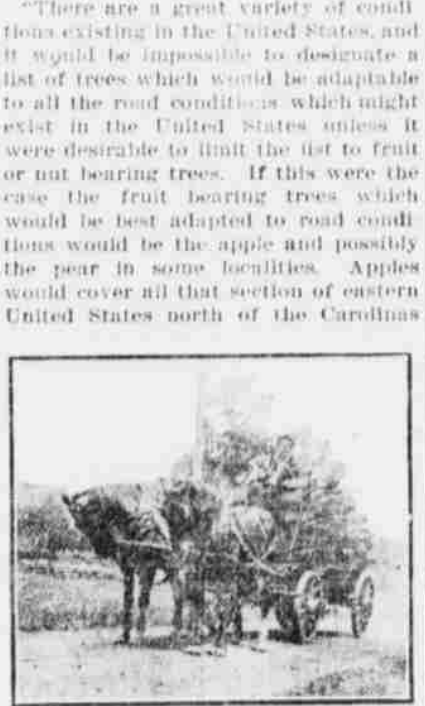 "There are a great variety of condi
tions existing in the United States, and
it would be impossible to designate a
list of trees which would be adaptable
to all the road conditions which might
exist in the United States unless it
were desirable to limit the list to fruit
or nut bearing trees. If this were the
case the fruit bearing trees which
would be best adapted to road condi
tions would be the apple and possibly
the pear in some localities. Apples
would cover all that section of eastern
United States north of the Carolinas